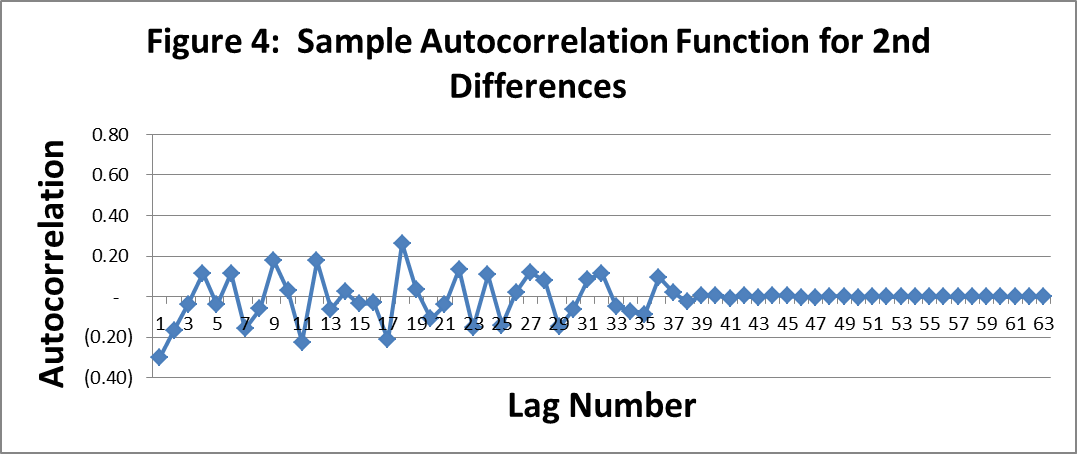 Figure 4:  Sample Autocorrelation Function for 2nd
Differences
Autocorrelation
0.80
0.60
0.40
0.20
-
(0.20)
(0.40)
1 3 5 7 9 11 13 15 17 19 21 23 25 27 29 31 33 35 37 39 41 43 45 47 49 51 53 55 57 59 61 63
Lag Number